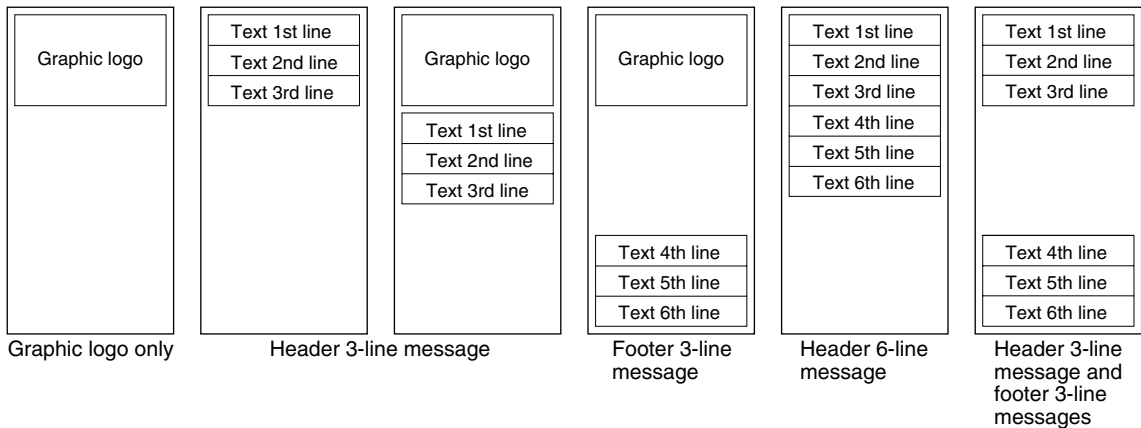 Graphic logo
Graphic logo only
Text 1st line
Text 2nd line
Text 3rd line
Graphic logo
Text 1st line
Text 2nd line
Text 3rd line
Header 3-line message
Graphic logo
Text 4th line
Text 5th line
Text 6th line
Footer 3-line
message
Text 1st line
Text 2nd line
Text 3rd line
Text 4th line
Text 5th line
Text 6th line
Header 6-line
message
Text 1st line
Text 2nd line
Text 3rd line
Text 4th line
Text 5th line
Text 6th line
Header 3-line
message and
footer 3-line
messages